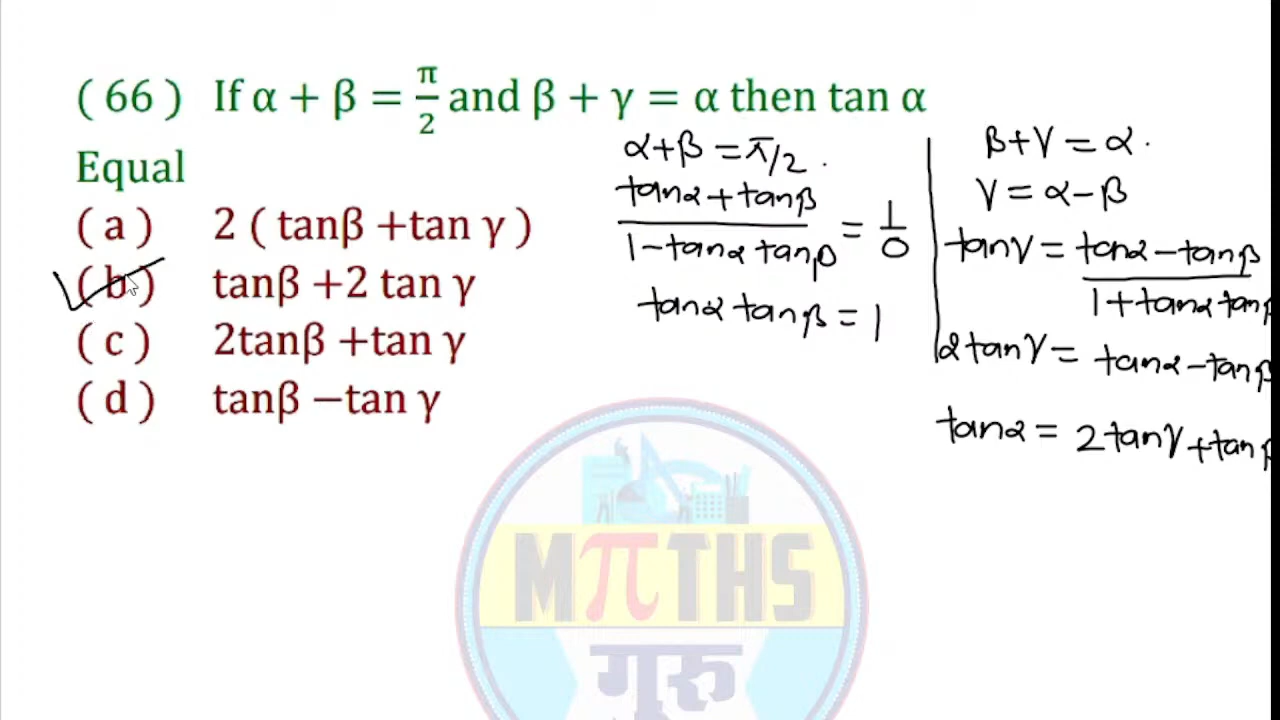 ( 66 ) If α + β = π/2 and β + γ = α then tan α
Equal
( a ) 2 ( tanβ +tan γ )
( b ) tanβ +2 tan γ
( c ) 2tanβ +tan γ
( d ) tanβ −tan γ
α+β = π/2 .
tanα + tanβ / 1 - tanα tanβ = 1/0
tanα tanβ = 1
β+γ = α .
γ = α - β
tanγ = tanα - tanβ / 1 + tanα tanβ
2tanγ = tanα - tanβ
tanα = 2tanγ + tanβ
MπTHS
गुरु